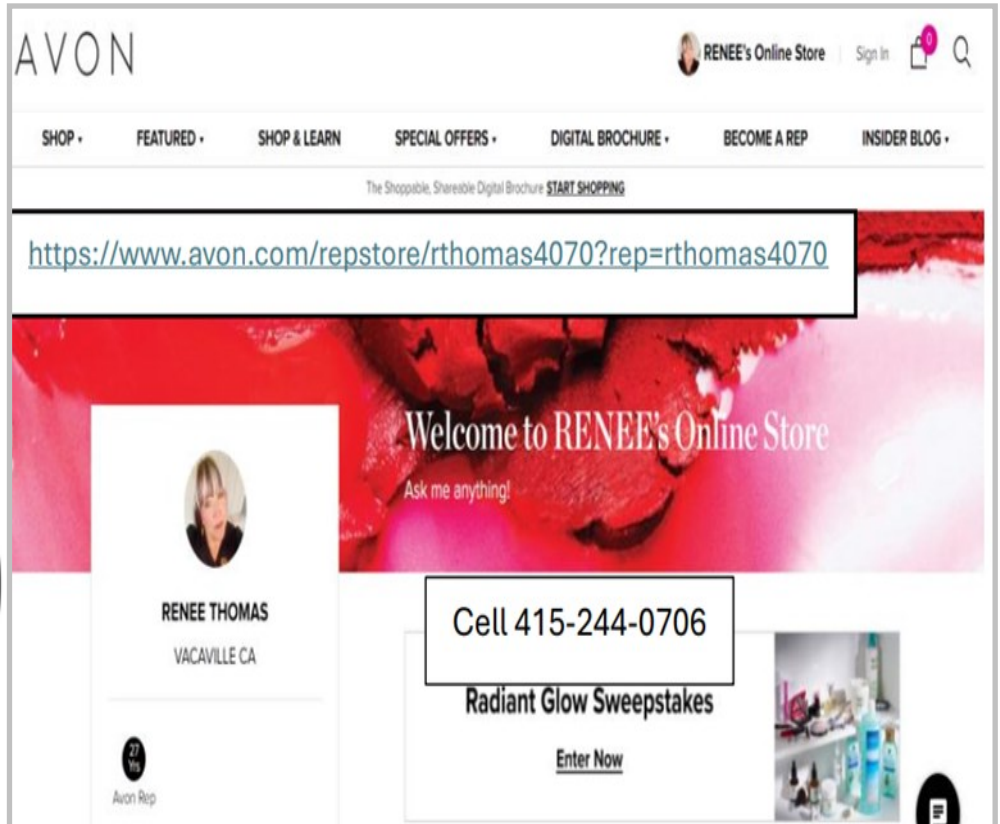 AVON
RENEE's Online Store Sign In 0
SHOP FEATURED SHOP & LEARN SPECIAL OFFERS DIGITAL BROCHURE BECOME A REP INSIDER BLOG
The Shoppable, Shareable Digital Brochure START SHOPPING
https://www.avon.com/repstore/rthomas4070?rep=rthomas4070
Welcome to RENEE's Online Store
Ask me anything!
RENEE THOMAS
VACAVILLE CA
27
Yrs
Avon Rep
Cell 415-244-0706
Radiant Glow Sweepstakes
Enter Now